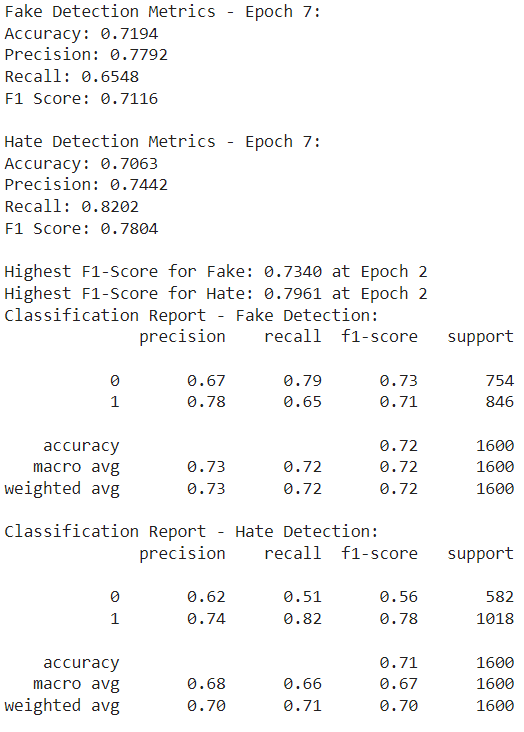 Fake Detection Metrics - Epoch 7:
Accuracy: 0.7194
Precision: 0.7792
Recall: 0.6548
F1 Score: 0.7116
Hate Detection Metrics - Epoch 7:
Accuracy: 0.7063
Precision: 0.7442
Recall: 0.8202
F1 Score: 0.7804
Highest F1-Score for Fake: 0.7340 at Epoch 2
Highest F1-Score for Hate: 0.7961 at Epoch 2
Classification Report - Fake Detection:
precision recall f1-score support
0 0.67 0.79 0.73 754
1 0.78 0.65 0.71 846
accuracy 0.72 1600
macro avg 0.73 0.72 0.72 1600
weighted avg 0.73 0.72 0.72 1600
Classification Report - Hate Detection:
precision recall f1-score support
0 0.62 0.51 0.56 582
1 0.74 0.82 0.78 1018
accuracy 0.71 1600
macro avg 0.68 0.66 0.67 1600
weighted avg 0.70 0.71 0.70 1600